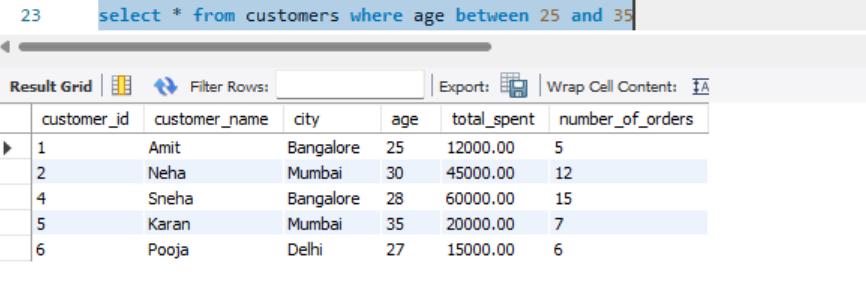 23 select * from customers where age between 25 and 35
Result Grid Filter Rows: Export: Wrap Cell Content: IA
customer_id customer_name city age total_spent number_of_orders
1 Amit Bangalore 25 12000.00 5
2 Neha Mumbai 30 45000.00 12
4 Sneha Bangalore 28 60000.00 15
5 Karan Mumbai 35 20000.00 7
6 Pooja Delhi 27 15000.00 6